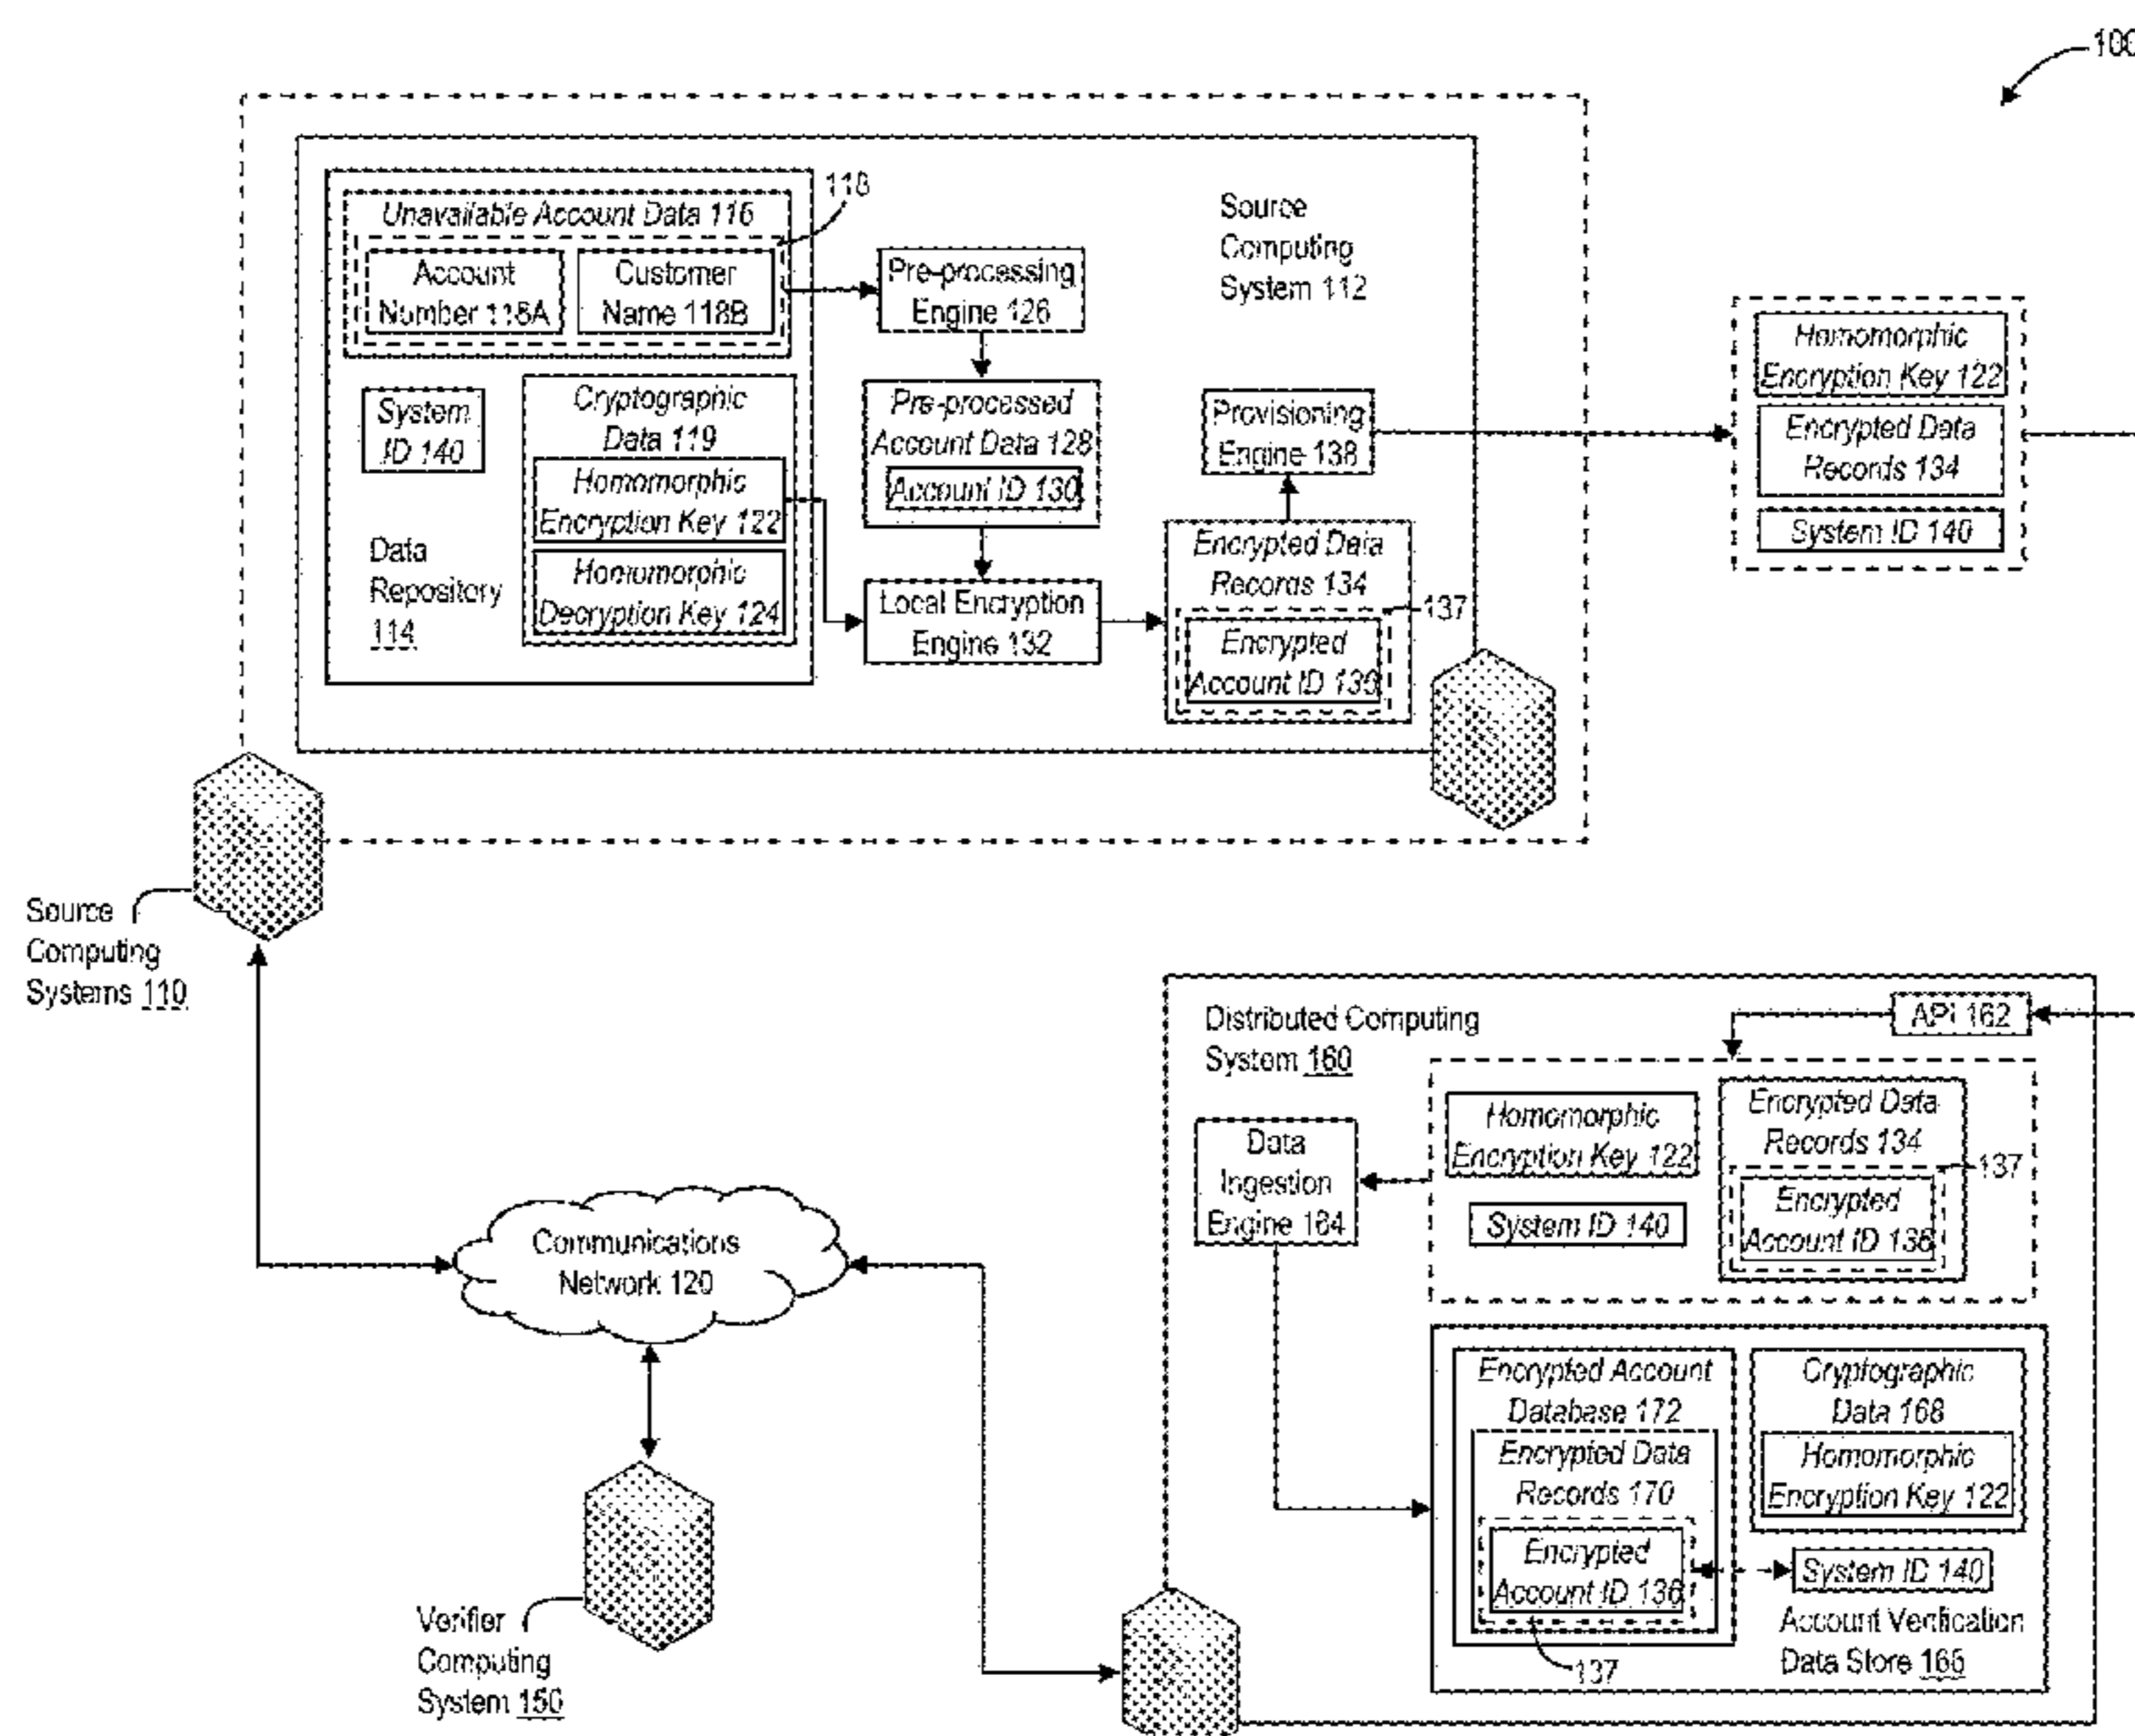 100
118
Unavailable Account Data 116
Account
Number 118A
Customer
Name 118B
Pre-processing
Engine 126
Source
Computing
System 112
System
ID 140
Cryptographic
Data 119
Homomorphic
Encryption Key 122
Homomorphic
Decryption Key 124
Data
Repository
114
Pre-processed
Account Data 128
Account ID 130
Local Encryption
Engine 132
Provisioning
Engine 138
Encrypted Data
Records 134
137
Encrypted
Account ID 136
Homomorphic
Encryption Key 122
Encrypted Data
Records 134
System ID 140
Source
Computing
Systems 110
Communications
Network 120
Verifier
Computing
System 150
Distributed Computing
System 160
API 162
Data
Ingestion
Engine 164
Homomorphic
Encryption Key 122
System ID 140
Encrypted Data
Records 134
137
Encrypted
Account ID 136
Encrypted Account
Database 172
Encrypted Data
Records 170
Encrypted
Account ID 136
137
Cryptographic
Data 168
Homomorphic
Encryption Key 122
System ID 140
Account Verification
Data Store 166